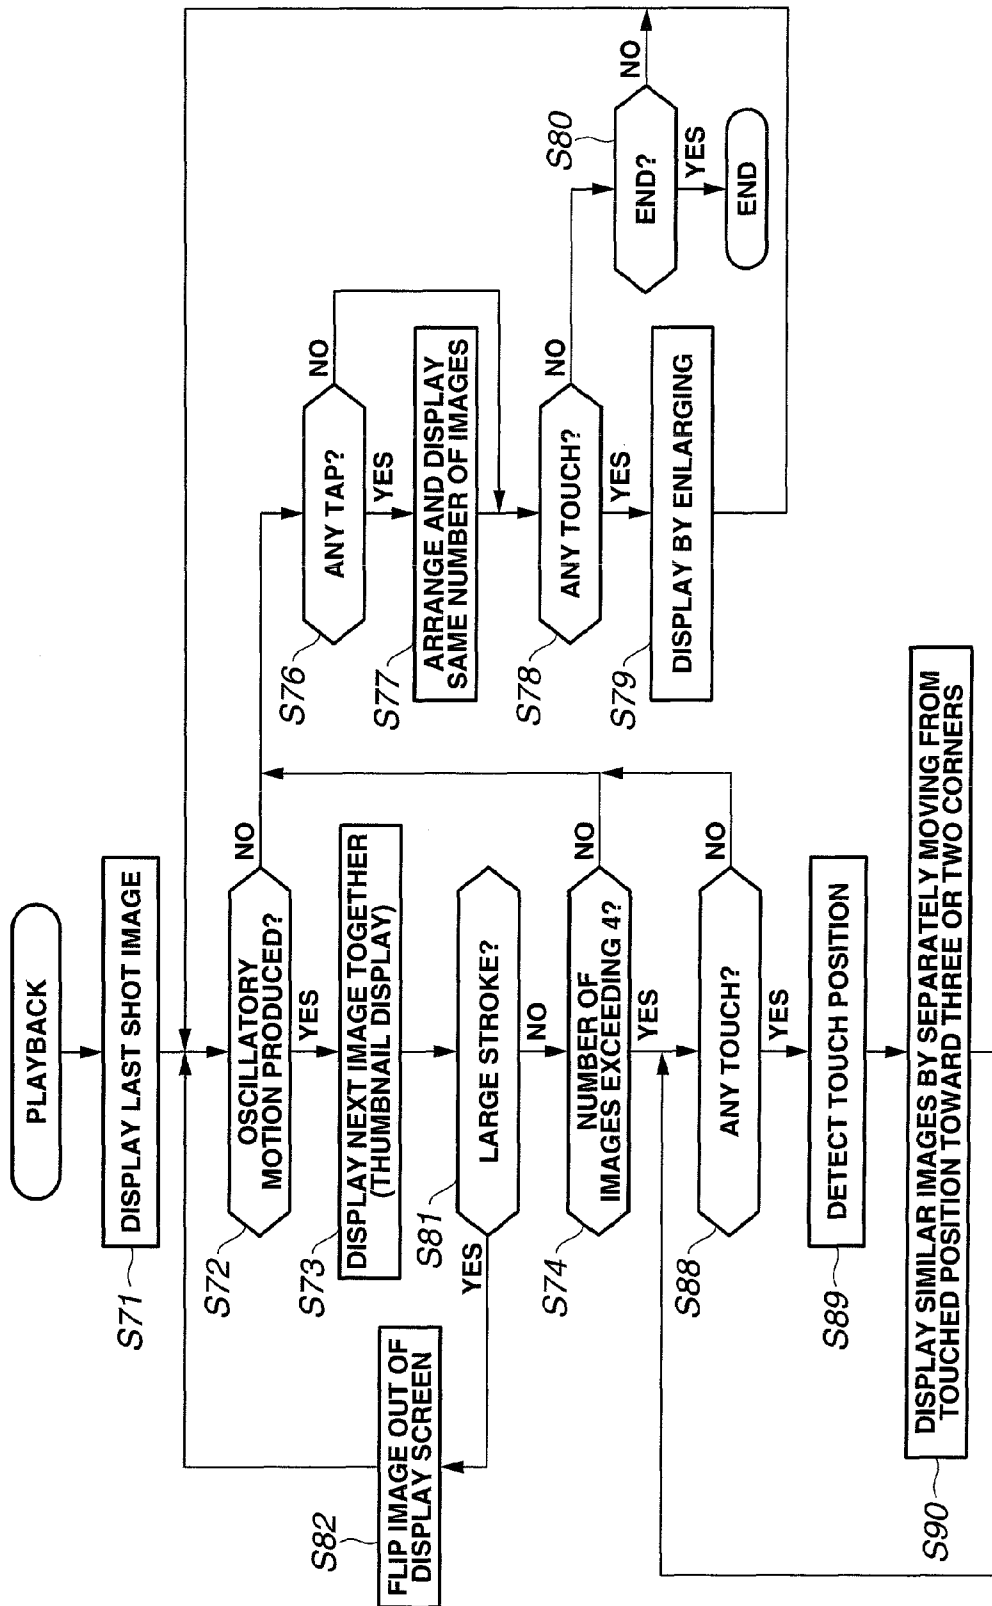 PLAYBACK
S71
DISPLAY LAST SHOT IMAGE
S72
OSCILLATORY
MOTION PRODUCED?
NO
YES
S73
DISPLAY NEXT IMAGE TOGETHER
(THUMBNAIL DISPLAY)
S81
LARGE STROKE?
YES
NO
S82
FLIP IMAGE OUT OF
DISPLAY SCREEN
S74
NUMBER OF
IMAGES EXCEEDING 4?
NO
YES
S88
ANY TOUCH?
NO
YES
S89
DETECT TOUCH POSITION
S90
DISPLAY SIMILAR IMAGES BY SEPARATELY MOVING FROM
TOUCHED POSITION TOWARD THREE OR TWO CORNERS
S76
ANY TAP?
NO
YES
S77
ARRANGE AND DISPLAY
SAME NUMBER OF IMAGES
S78
ANY TOUCH?
NO
YES
S79
DISPLAY BY ENLARGING
S80
END?
NO
YES
END